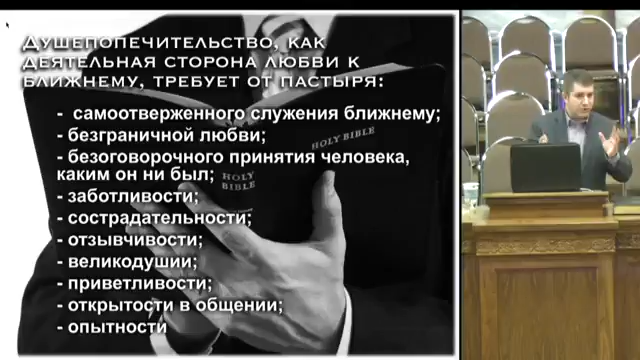 Душепопечительство, как
деятельная сторона любви к
ближнему, требует от пастыря:
- самоотверженного служения ближнему;
- безграничной любви;
- безоговорочного принятия человека,
каким он ни был;
- заботливости;
- сострадательности;
- отзывчивости;
- великодушии;
- приветливости;
- открытости в общении;
- опытности
HOLY BIBLE
HOLY
BIBLE